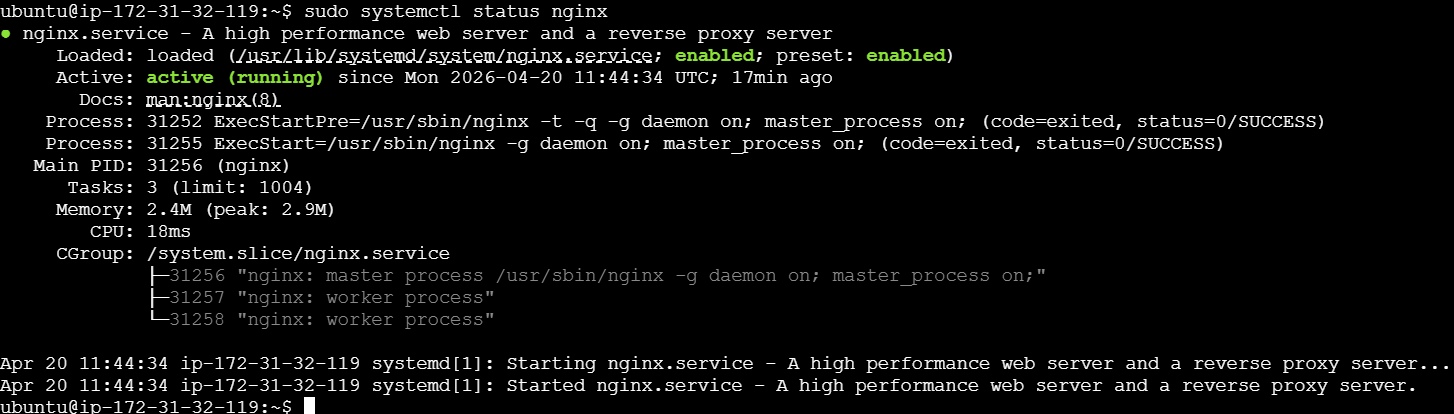 ubuntu@ip-172-31-32-119:~$ sudo systemctl status nginx
● nginx.service - A high performance web server and a reverse proxy server
     Loaded: loaded (/usr/lib/systemd/system/nginx.service; enabled; preset: enabled)
     Active: active (running) since Mon 2026-04-20 11:44:34 UTC; 17min ago
       Docs: man:nginx(8)
    Process: 31252 ExecStartPre=/usr/sbin/nginx -t -q -g daemon on; master_process on; (code=exited, status=0/SUCCESS)
    Process: 31255 ExecStart=/usr/sbin/nginx -g daemon on; master_process on; (code=exited, status=0/SUCCESS)
   Main PID: 31256 (nginx)
      Tasks: 3 (limit: 1004)
     Memory: 2.4M (peak: 2.9M)
        CPU: 18ms
     CGroup: /system.slice/nginx.service
             ├─31256 "nginx: master process /usr/sbin/nginx -g daemon on; master_process on;"
             ├─31257 "nginx: worker process"
             └─31258 "nginx: worker process"

Apr 20 11:44:34 ip-172-31-32-119 systemd[1]: Starting nginx.service - A high performance web server and a reverse proxy server...
Apr 20 11:44:34 ip-172-31-32-119 systemd[1]: Started nginx.service - A high performance web server and a reverse proxy server.
ubuntu@ip-172-31-32-119:~$